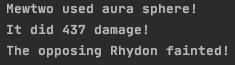 Mewtwo used aura sphere!
It did 437 damage!
The opposing Rhydon fainted!